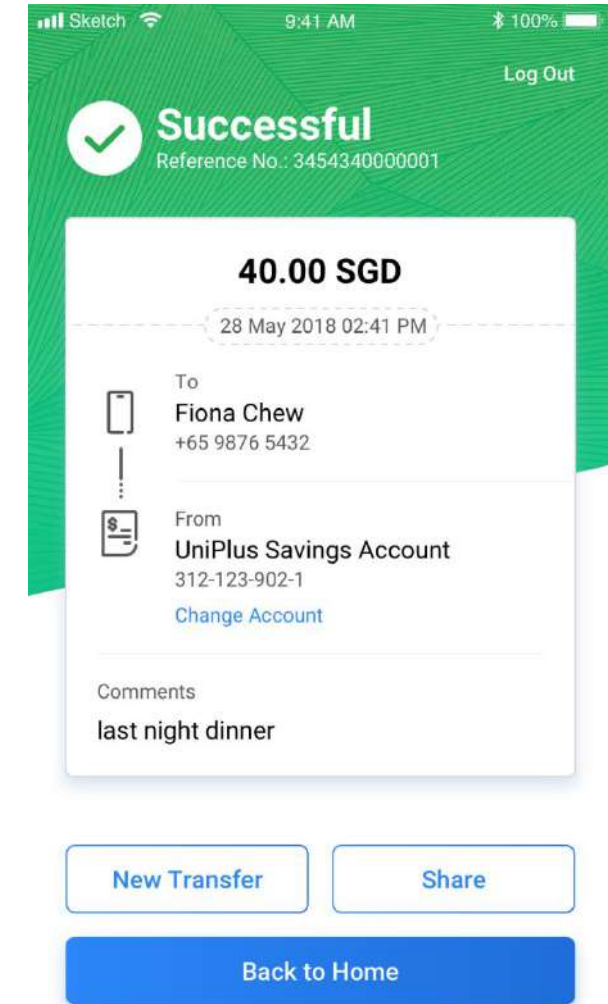 Sketch 9:41 AM 100%
Log Out
Successful
Reference No.: 3454340000001
40.00 SGD
28 May 2018 02:41 PM
To
Fiona Chew
+65 9876 5432
From
UniPlus Savings Account
312-123-902-1
Change Account
Comments
last night dinner
New Transfer Share
Back to Home